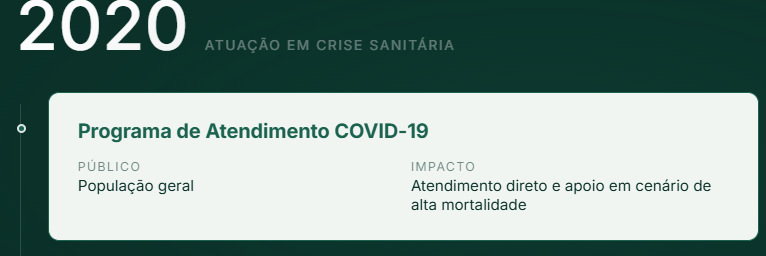 2020 ATUAÇÃO EM CRISE SANITÁRIA
Programa de Atendimento COVID-19
PÚBLICO
População geral
IMPACTO
Atendimento direto e apoio em cenário de
alta mortalidade